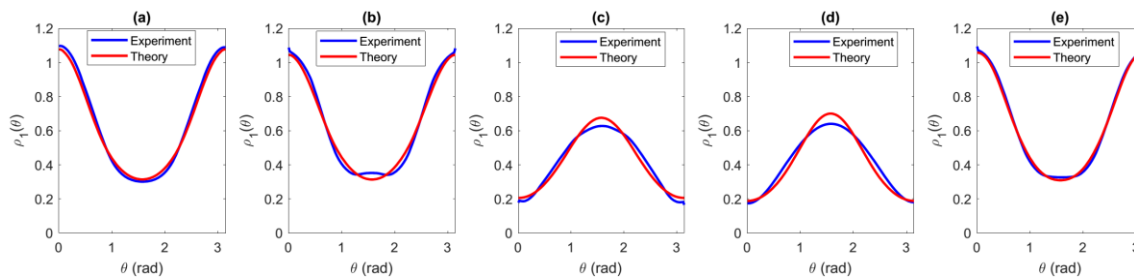 (a)
1.2
1
0.8
0.6
0.4
0.2
0
ρ1(θ)
Experiment
Theory
0
1
2
3
θ (rad)
(b)
1.2
1
0.8
0.6
0.4
0.2
0
ρ1(θ)
Experiment
Theory
0
1
2
3
θ (rad)
(c)
1.2
1
0.8
0.6
0.4
0.2
0
ρ1(θ)
Experiment
Theory
0
1
2
3
θ (rad)
(d)
1.2
1
0.8
0.6
0.4
0.2
0
ρ1(θ)
Experiment
Theory
0
1
2
3
θ (rad)
(e)
1.2
1
0.8
0.6
0.4
0.2
0
ρ1(θ)
Experiment
Theory
0
1
2
θ (rad)